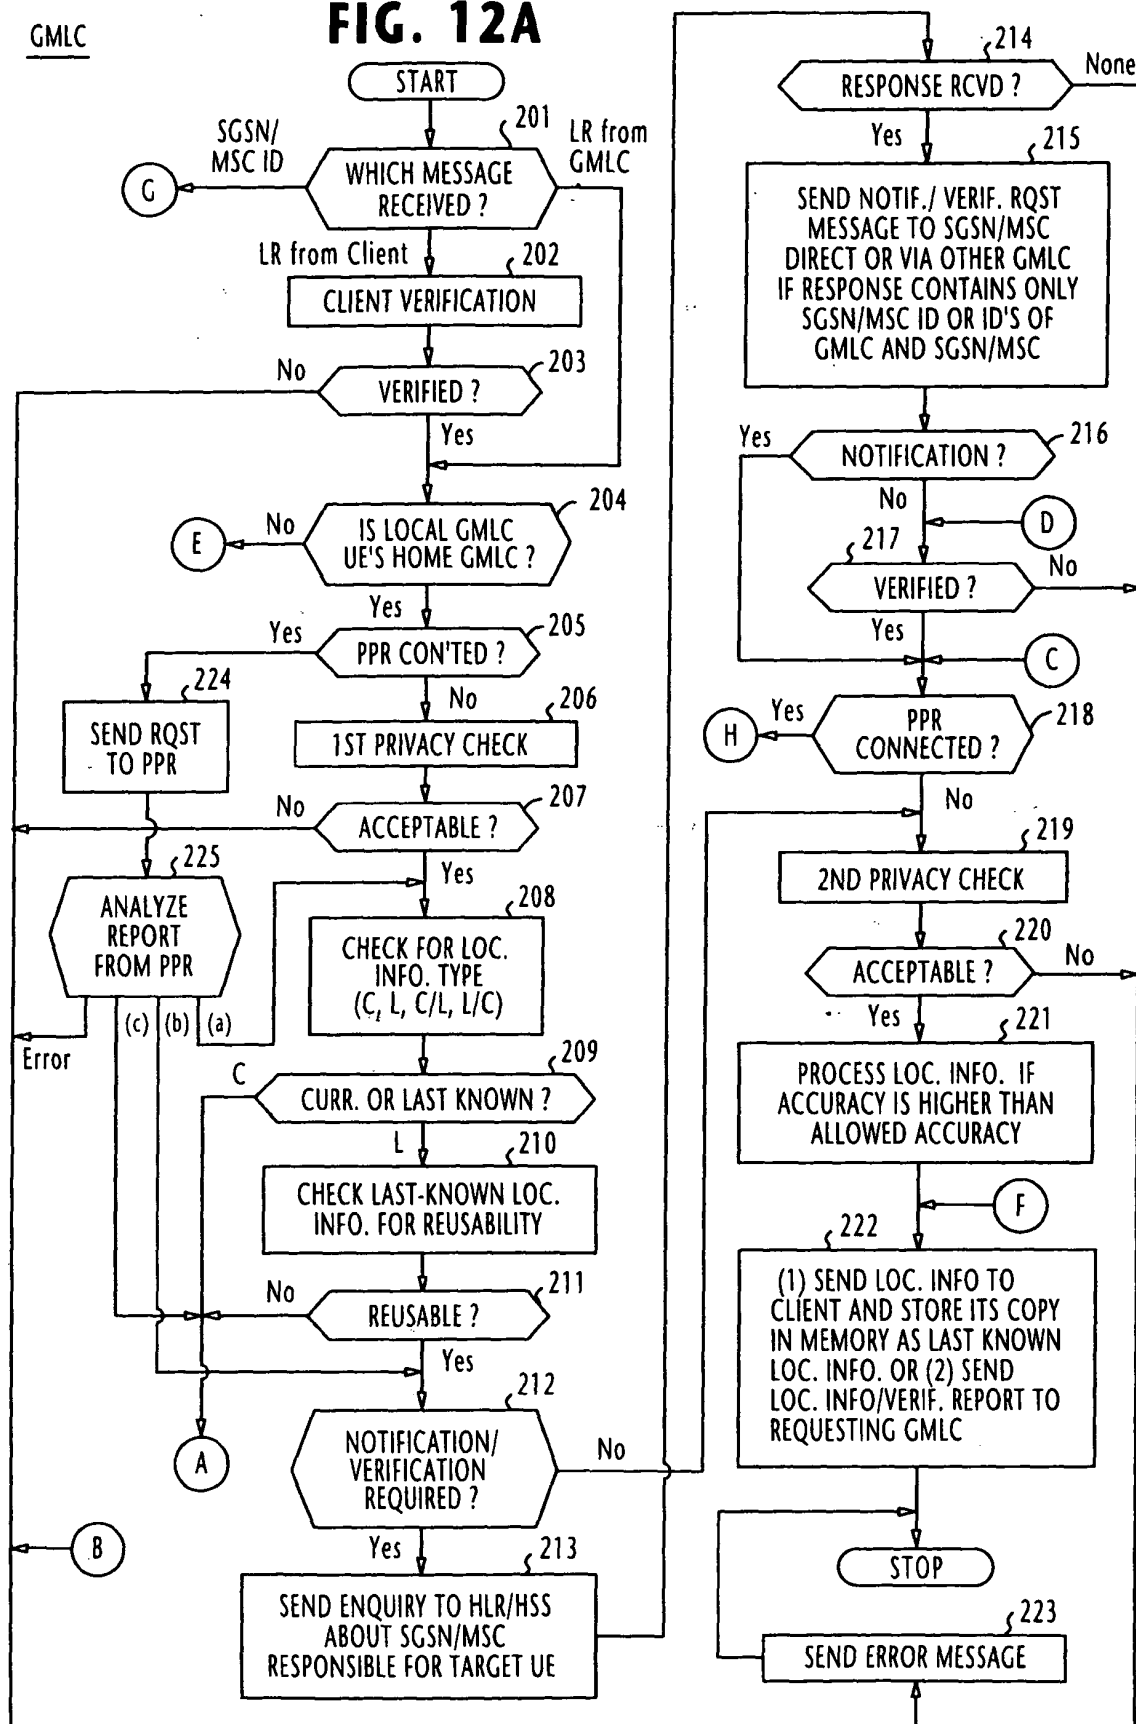 FIG. 12A
GMLC
START
201
SGSN/
MSC ID
LR from
GMLC
G
WHICH MESSAGE
RECEIVED ?
LR from Client
202
CLIENT VERIFICATION
203
No
VERIFIED ?
Yes
204
E
No
IS LOCAL GMLC
UE'S HOME GMLC ?
Yes
205
Yes
PPR CON'TED ?
224
No
206
SEND RQST
TO PPR
1ST PRIVACY CHECK
207
No
ACCEPTABLE ?
225
Yes
ANALYZE
REPORT
FROM PPR
208
CHECK FOR LOC.
INFO. TYPE
(C, L, C/L, L/C)
(c) (b) (a)
Error
209
C
CURR. OR LAST KNOWN ?
L
210
CHECK LAST-KNOWN LOC.
INFO. FOR REUSABILITY
211
No
REUSABLE ?
Yes
212
A
NOTIFICATION/
VERIFICATION
REQUIRED ?
No
B
Yes
213
SEND ENQUIRY TO HLR/HSS
ABOUT SGSN/MSC
RESPONSIBLE FOR TARGET UE
214
None
RESPONSE RCVD ?
Yes
215
SEND NOTIF./ VERIF. RQST
MESSAGE TO SGSN/MSC
DIRECT OR VIA OTHER GMLC
IF RESPONSE CONTAINS ONLY
SGSN/MSC ID OR ID'S OF
GMLC AND SGSN/MSC
Yes
216
NOTIFICATION ?
No
D
217
VERIFIED ?
No
Yes
C
H
Yes
PPR
CONNECTED ?
218
No
219
2ND PRIVACY CHECK
220
ACCEPTABLE ?
No
Yes
221
PROCESS LOC. INFO. IF
ACCURACY IS HIGHER THAN
ALLOWED ACCURACY
F
222
(1) SEND LOC. INFO TO
CLIENT AND STORE ITS COPY
IN MEMORY AS LAST KNOWN
LOC. INFO. OR (2) SEND
LOC. INFO/VERIF. REPORT TO
REQUESTING GMLC
STOP
223
SEND ERROR MESSAGE